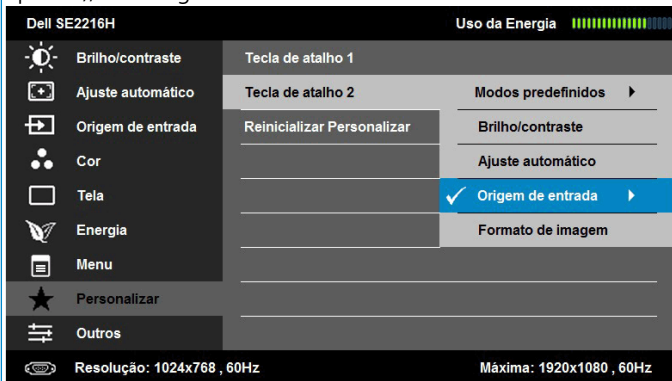 Dell SE2216H Uso da Energia
Brilho/contraste Tecla de atalho 1
Ajuste automático Tecla de atalho 2 Modos predefinidos
Origem de entrada Reinicializar Personalizar Brilho/contraste
Cor Ajuste automático
Tela Origem de entrada
Energia Formato de imagem
Menu
Personalizar
Outros
Resolução: 1024x768 , 60Hz Máxima: 1920x1080 , 60Hz